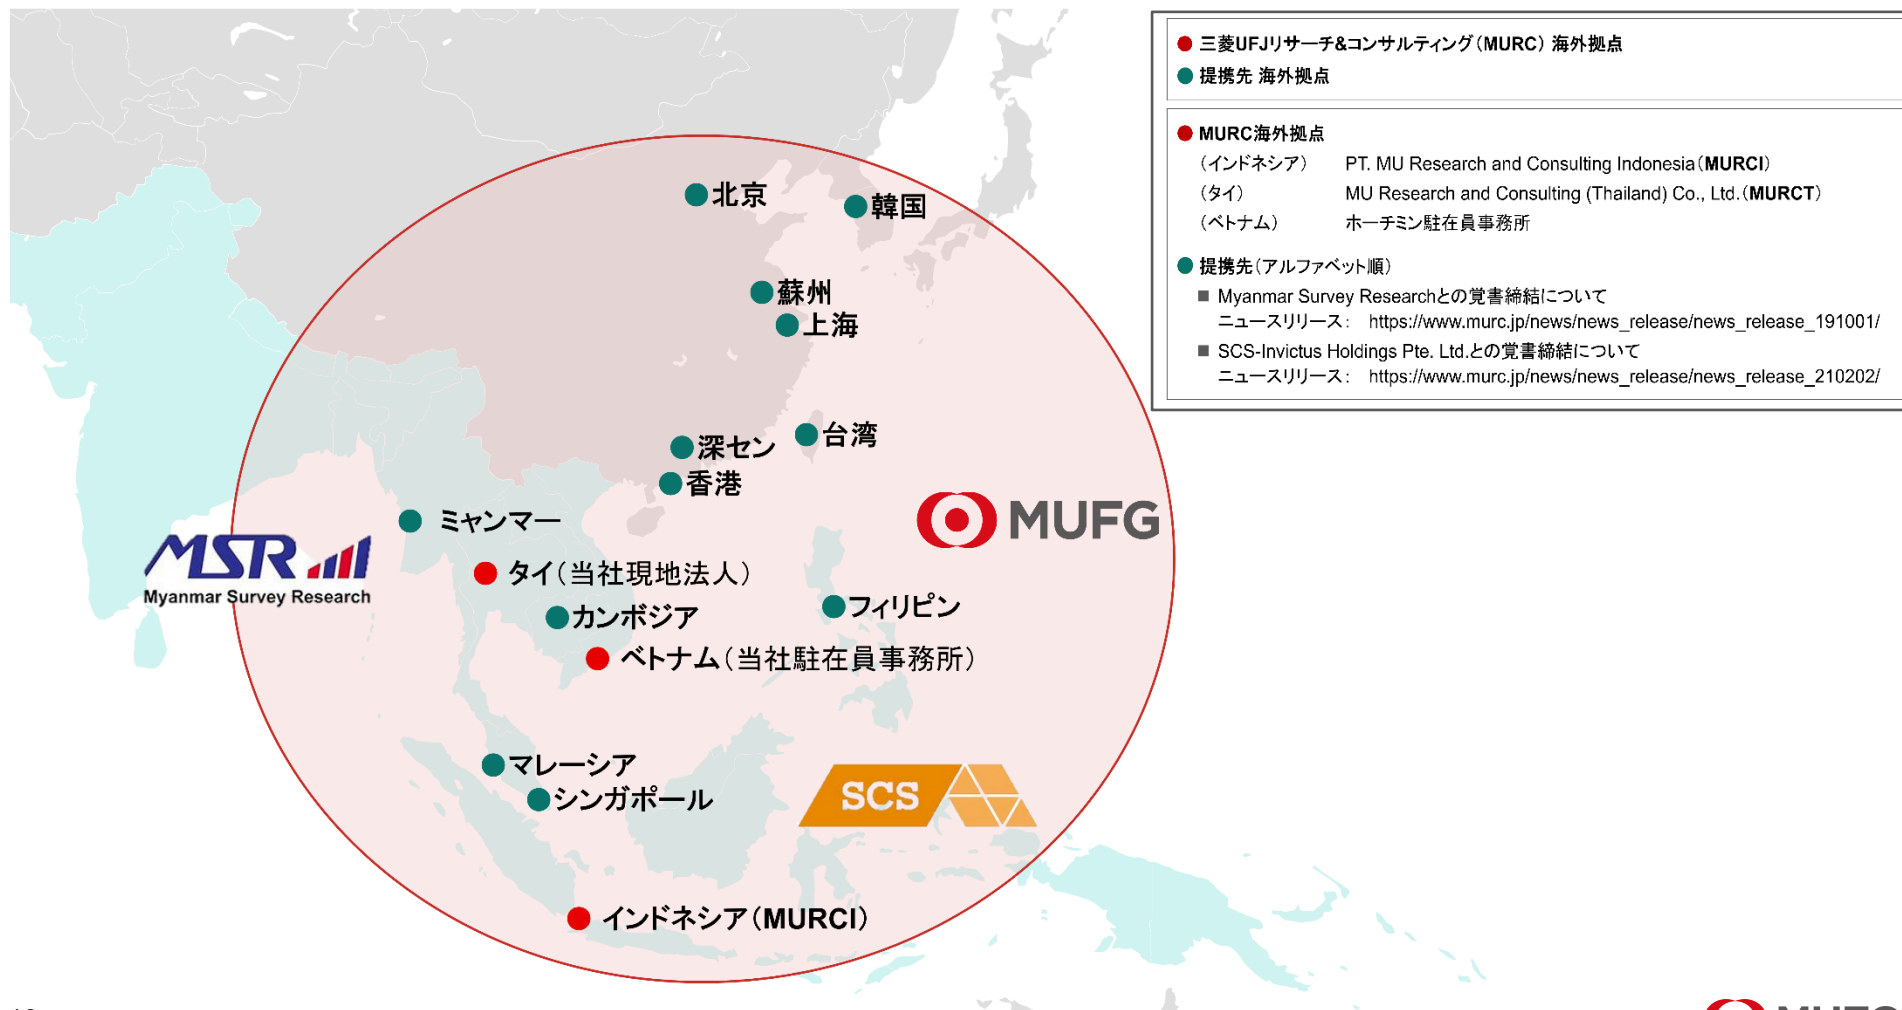 ● 三菱UFJリサーチ&コンサルティング(MURC) 海外拠点
● 提携先 海外拠点
● MURC海外拠点
(インドネシア) PT. MU Research and Consulting Indonesia(MURCI)
(タイ) MU Research and Consulting (Thailand) Co., Ltd.(MURCT)
(ベトナム) ホーチミン駐在員事務所
● 提携先(アルファベット順)
■ Myanmar Survey Researchとの覚書締結について
ニュースリリース: https://www.murc.jp/news/news_release/news_release_191001/
■ SCS-Invictus Holdings Pte. Ltd.との覚書締結について
ニュースリリース: https://www.murc.jp/news/news_release/news_release_210202/
北京
韓国
蘇州
上海
台湾
深セン
香港
MUFG
ミャンマー
MSR
Myanmar Survey Research
タイ(当社現地法人)
カンボジア
フィリピン
ベトナム(当社駐在員事務所)
マレーシア
シンガポール
SCS
インドネシア(MURCI)
MUFG